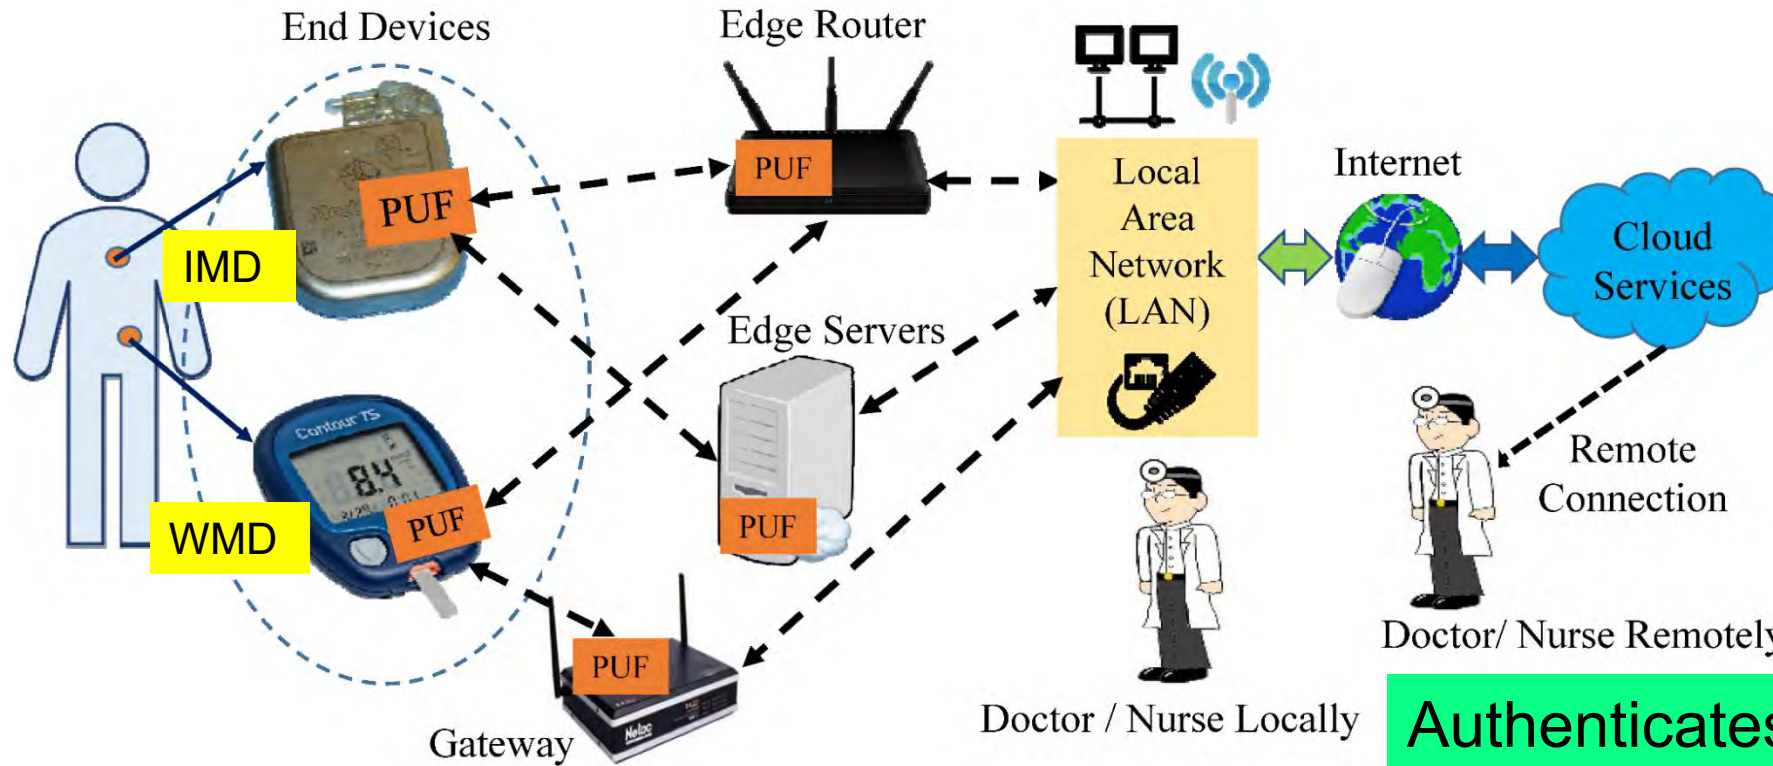 End Devices
Edge Router
PUF
PUF
IMD
Local
Area
Network
(LAN)
Internet
Cloud
Services
Edge Servers
Contour TS
8.4
PUF
WMD
PUF
Remote
Connection
PUF
Netac
Gateway
Doctor / Nurse Locally
Doctor/ Nurse Remotely
Authenticates